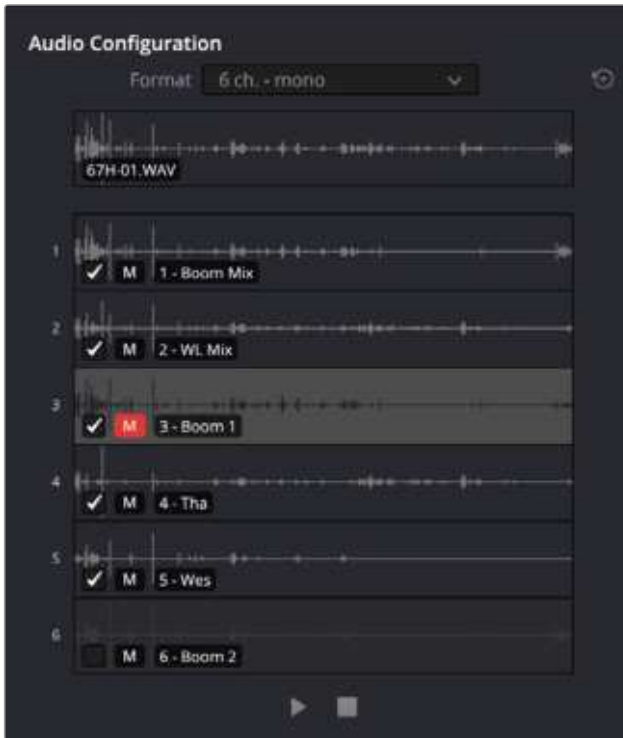 Audio Configuration
Format 6 ch. - mono
67H-01.WAV
1 M 1 - Boom Mix
2 M 2 - WL Mix
3 M 3 - Boom 1
4 M 4 - Tha
5 M 5 - Wes
6 M 6 - Boom 2